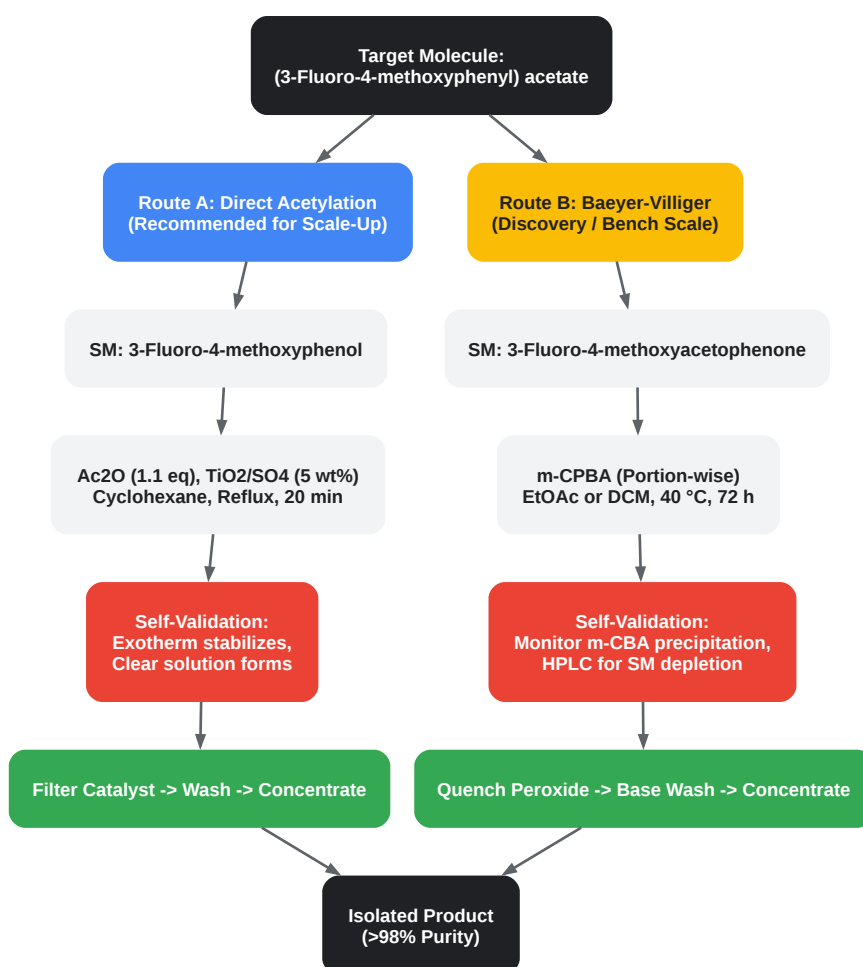 Target Molecule:
(3-Fluoro-4-methoxyphenyl) acetate
Route A: Direct Acetylation
(Recommended for Scale-Up)
Route B: Baeyer-Villiger
(Discovery / Bench Scale)
SM: 3-Fluoro-4-methoxyphenol
SM: 3-Fluoro-4-methoxyacetophenone
Ac2O (1.1 eq), TiO2/SO4 (5 wt%)
Cyclohexane, Reflux, 20 min
m-CPBA (Portion-wise)
EtOAc or DCM, 40 °C, 72 h
Self-Validation:
Exotherm stabilizes,
Clear solution forms
Self-Validation:
Monitor m-CBA precipitation,
HPLC for SM depletion
Filter Catalyst -> Wash -> Concentrate
Quench Peroxide -> Base Wash -> Concentrate
Isolated Product
(>98% Purity)